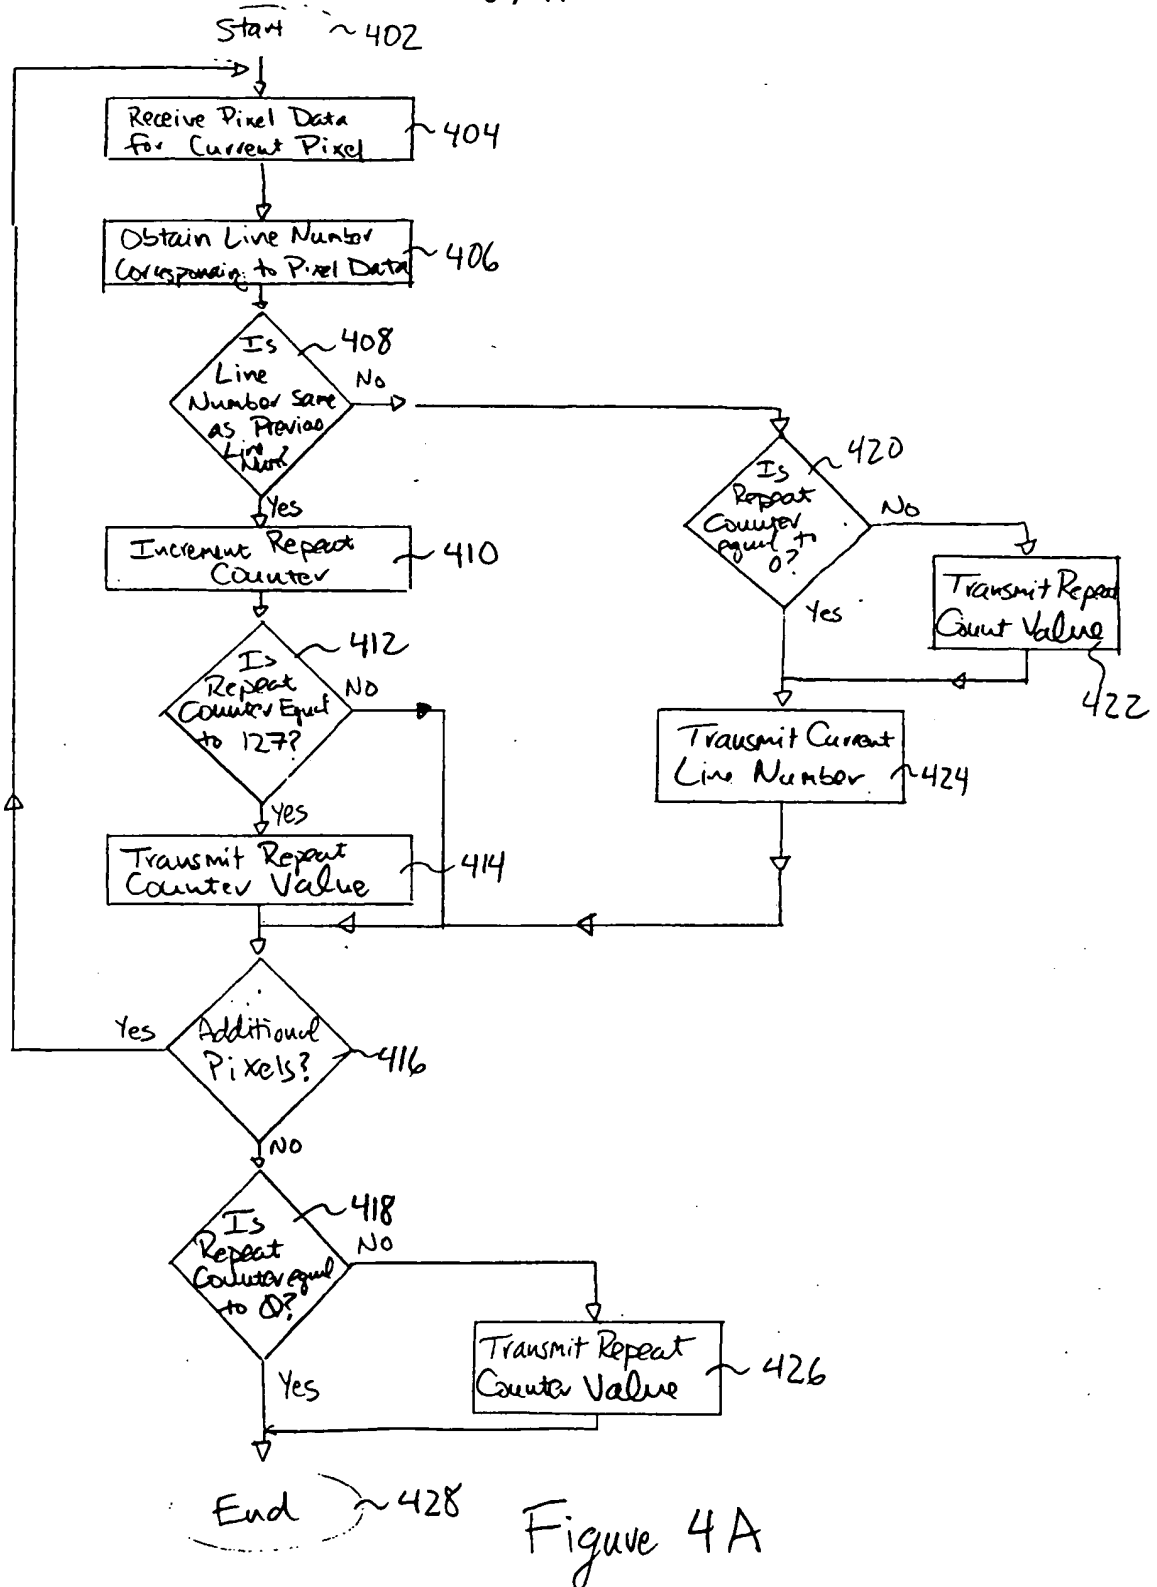 Start 402
Receive Pixel Data
for Current Pixel
404
Obtain Line Number
Corresponding to Pixel Data
406
Is
Line
Number Same
as Previous
Line
Num?
408
No
Yes
Increment Repeat
Counter
410
Is
Repeat
Counter Equal
to 127?
412
No
Yes
Transmit Repeat
Counter Value
414
Is
Repeat
Counter
equal to
0?
420
No
Yes
Transmit Repeat
Count Value
422
Transmit Current
Line Number
424
Additional
Pixels?
416
Yes
No
Is
Repeat
Counter equal
to 0?
418
No
Yes
Transmit Repeat
Counter Value
426
End 428
Figure 4A